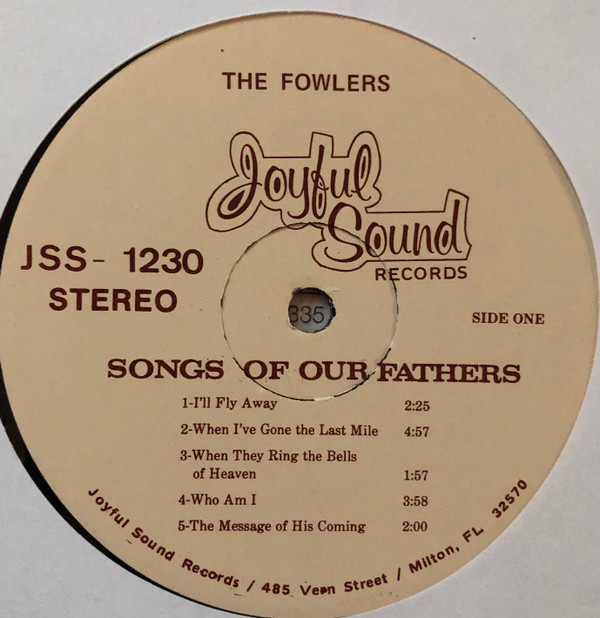 THE FOWLERS
Joyful
Sound
RECORDS
JSS- 1230
STEREO
335
SIDE ONE
SONGS OF OUR FATHERS
1-I'll Fly Away 2:25
2-When I've Gone the Last Mile 4:57
3-When They Ring the Bells
of Heaven 1:57
4-Who Am I 3:58
5-The Message of His Coming 2:00
Joyful Sound Records / 485 Vern Street / Milton, FL 32570